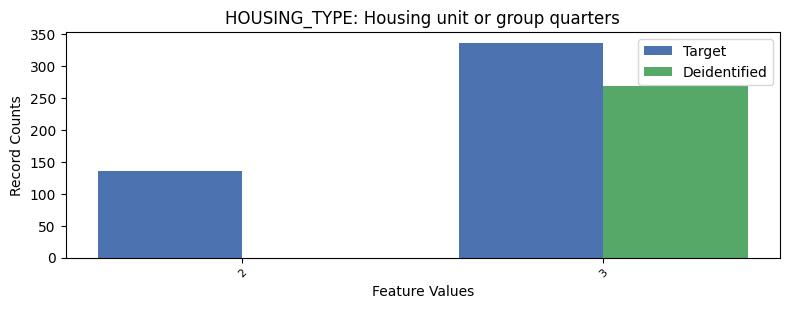 HOUSING_TYPE: Housing unit or group quarters
Record Counts
350
300
250
200
150
100
50
0
Target
Deidentified
2
3
Feature Values